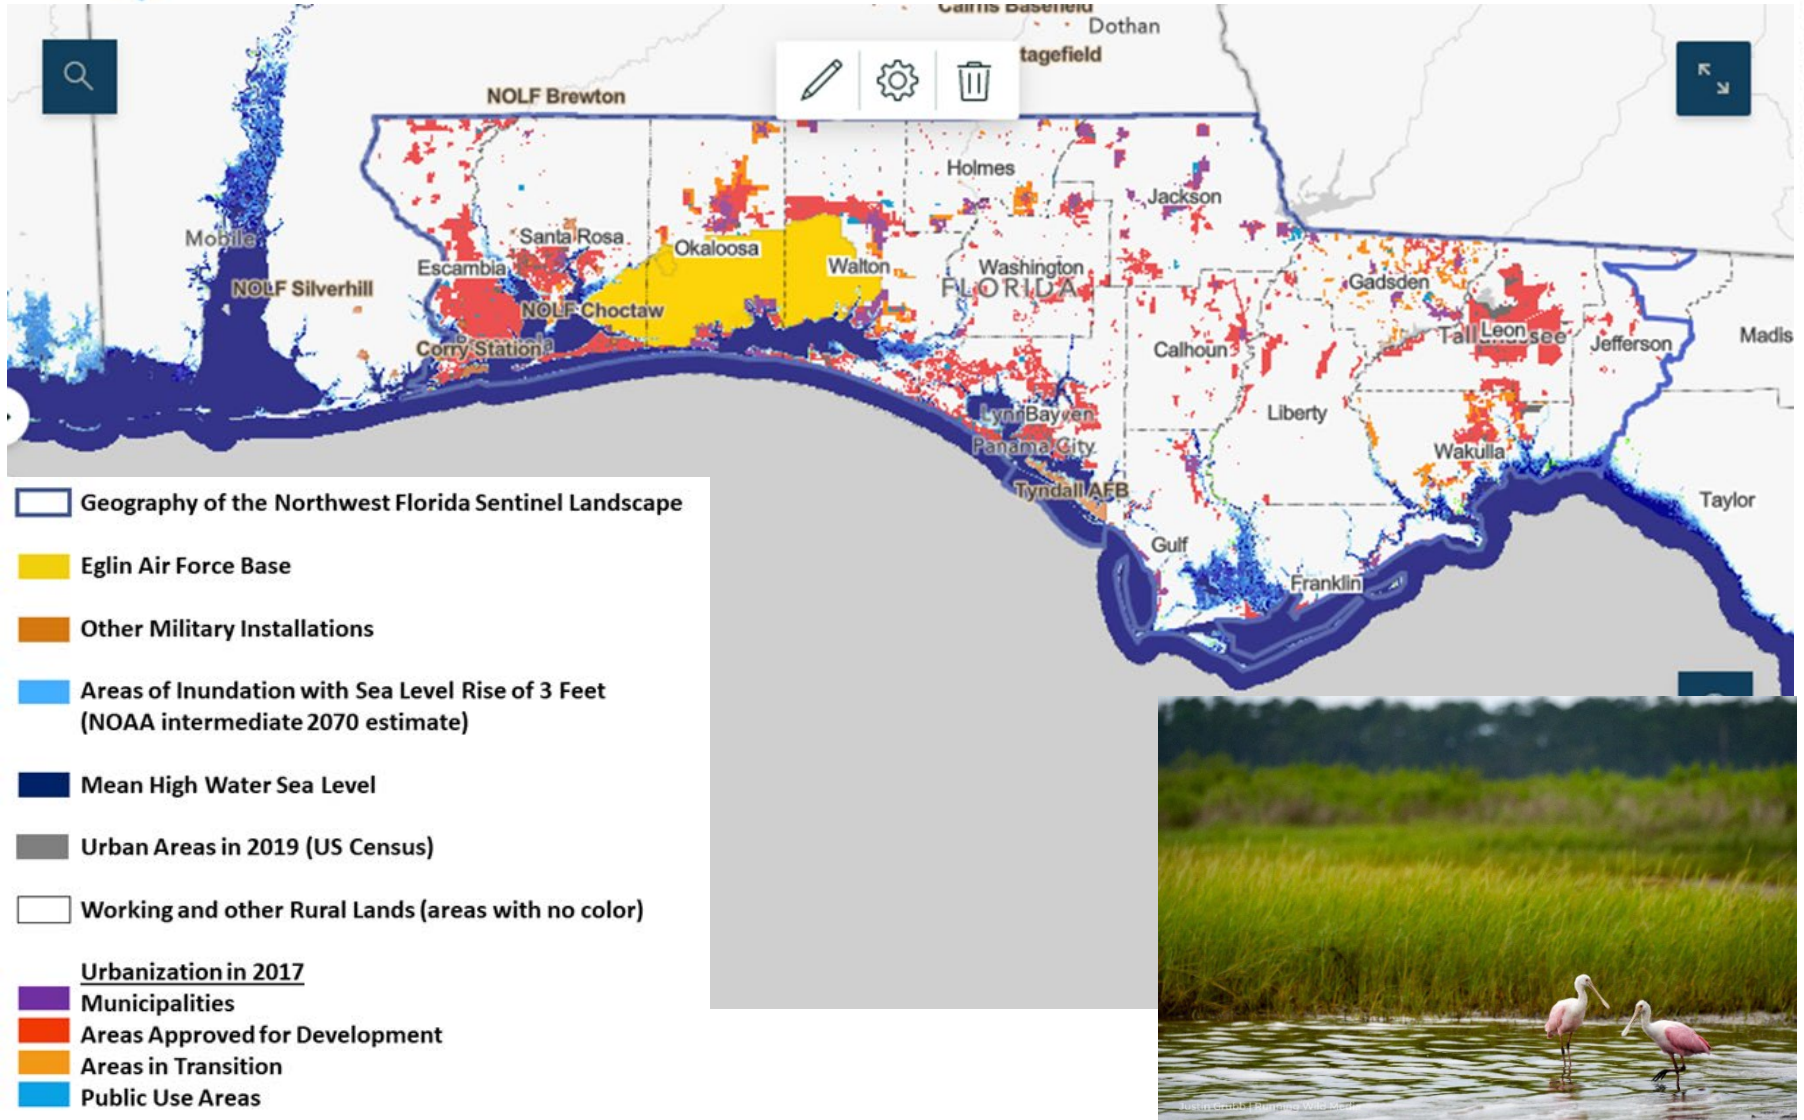 Cairns Basefield
Dothan
tagefield
NOLF Brewton
Holmes
Jackson
Mobile
Santa Rosa
Okaloosa
Escambia
Walton
Washington
FLORIDA
Gadsden
NOLF Silverhill
NOLF Choctaw
Leon
Tallahassee
Jefferson
Madis
Corry Station
Calhoun
Liberty
Lynn Haven
Panama City
Wakulla
Tyndall AFB
Taylor
Gulf
Franklin
Geography of the Northwest Florida Sentinel Landscape
Eglin Air Force Base
Other Military Installations
Areas of Inundation with Sea Level Rise of 3 Feet
(NOAA intermediate 2070 estimate)
Mean High Water Sea Level
Urban Areas in 2019 (US Census)
Working and other Rural Lands (areas with no color)
Urbanization in 2017
Municipalities
Areas Approved for Development
Areas in Transition
Public Use Areas